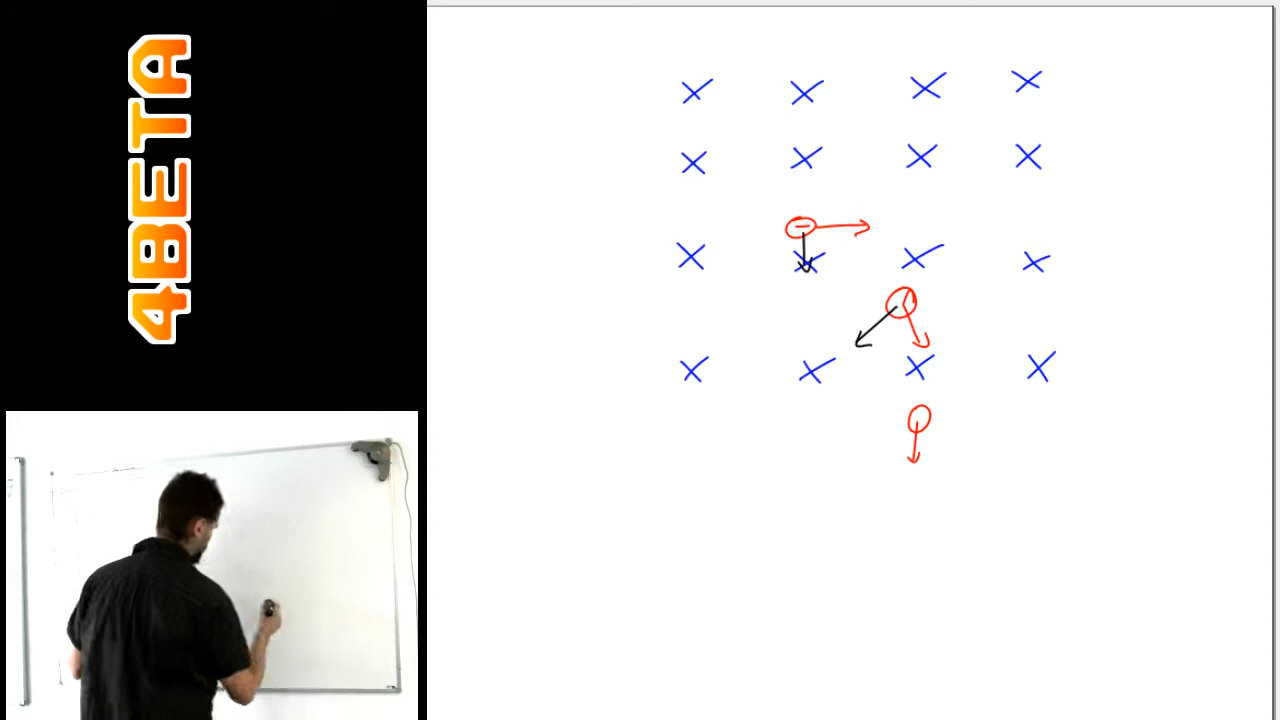 4BETA
× × × ×
× × × ×
−
× × × ×
× × × ×